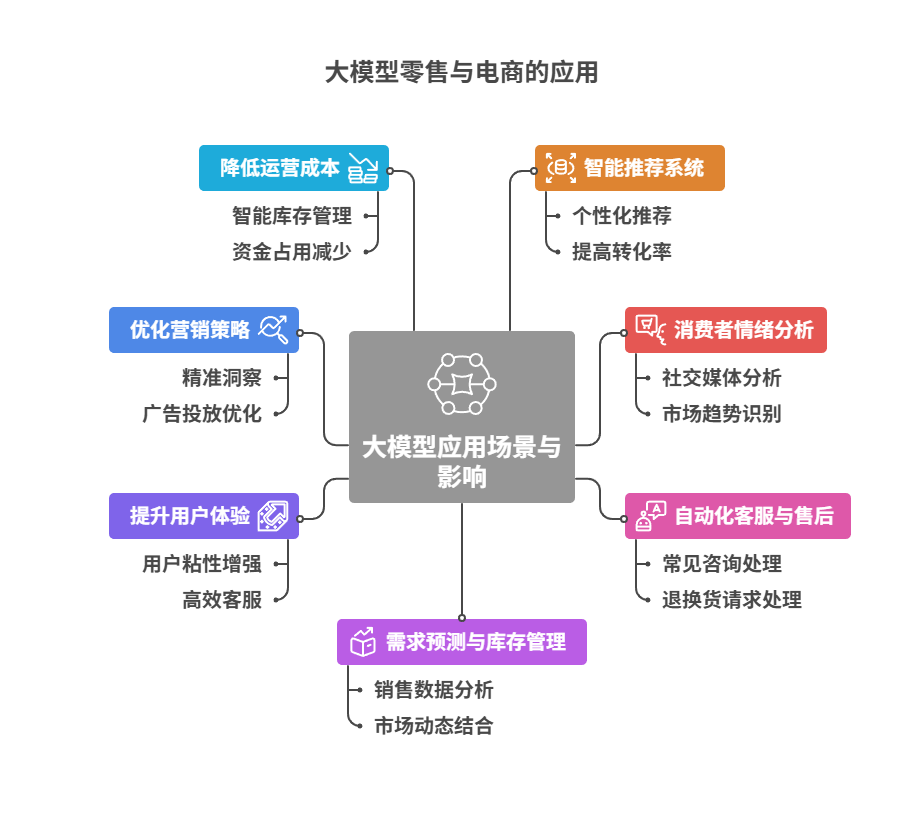 大模型零售与电商的应用
降低运营成本
智能库存管理
资金占用减少
智能推荐系统
个性化推荐
提高转化率
优化营销策略
精准洞察
广告投放优化
消费者情绪分析
社交媒体分析
市场趋势识别
大模型应用场景与
影响
提升用户体验
用户粘性增强
高效客服
自动化客服与售后
常见咨询处理
退换货请求处理
需求预测与库存管理
销售数据分析
市场动态结合